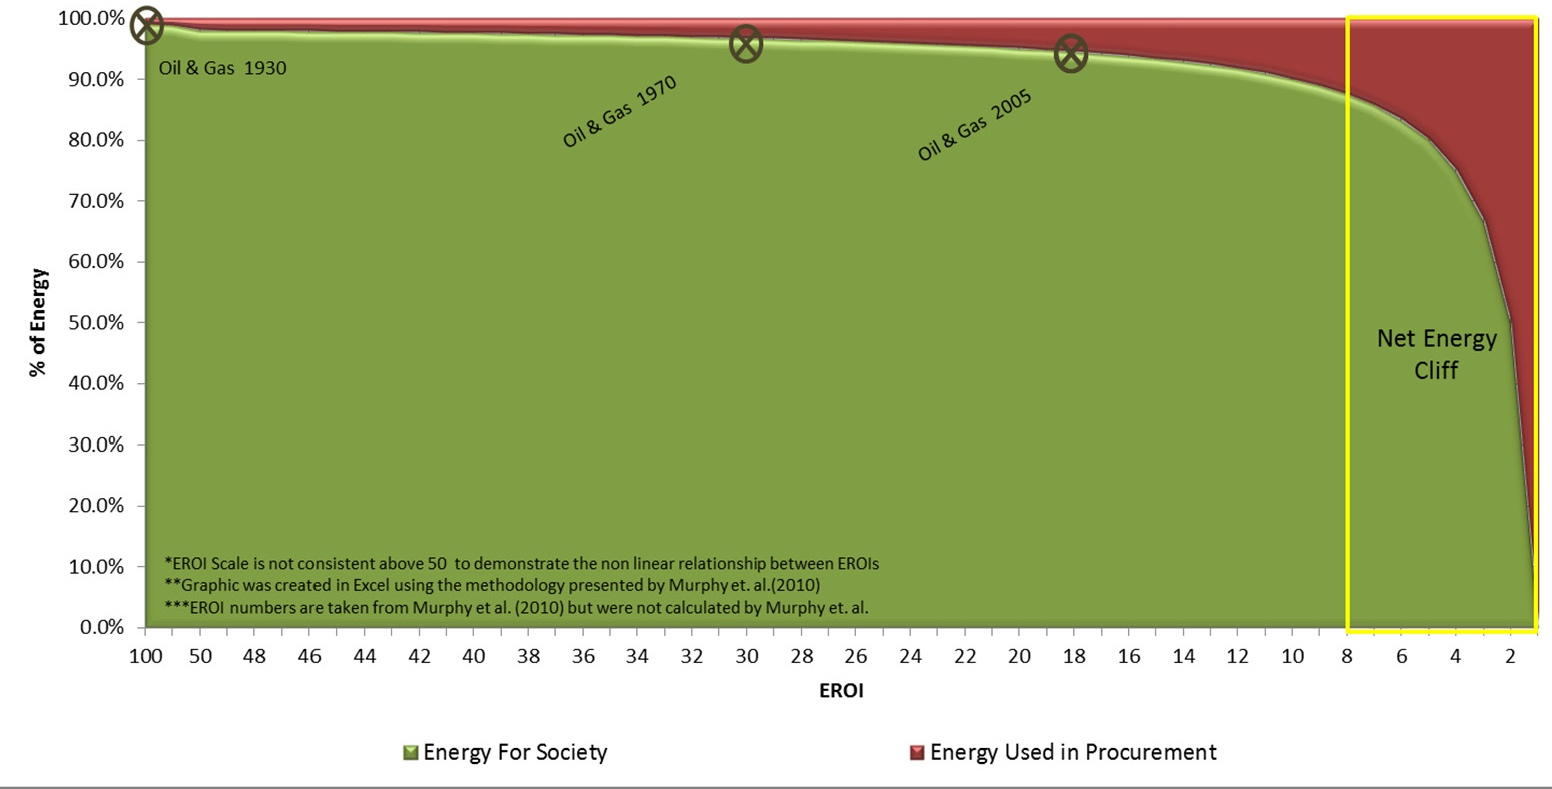 100.0%
90.0%
80.0%
70.0%
60.0%
50.0%
40.0%
30.0%
20.0%
10.0%
0.0%
% of Energy
Oil & Gas 1930
Oil & Gas 1970
Oil & Gas 2005
Net Energy
Cliff
*EROI Scale is not consistent above 50 to demonstrate the non linear relationship between EROIs
**Graphic was created in Excel using the methodology presented by Murphy et. al.(2010)
***EROI numbers are taken from Murphy et al. (2010) but were not calculated by Murphy et. al.
100 50 48 46 44 42 40 38 36 34 32 30 28 26 24 22 20 18 16 14 12 10 8 6 4 2
EROI
Energy For Society
Energy Used in Procurement